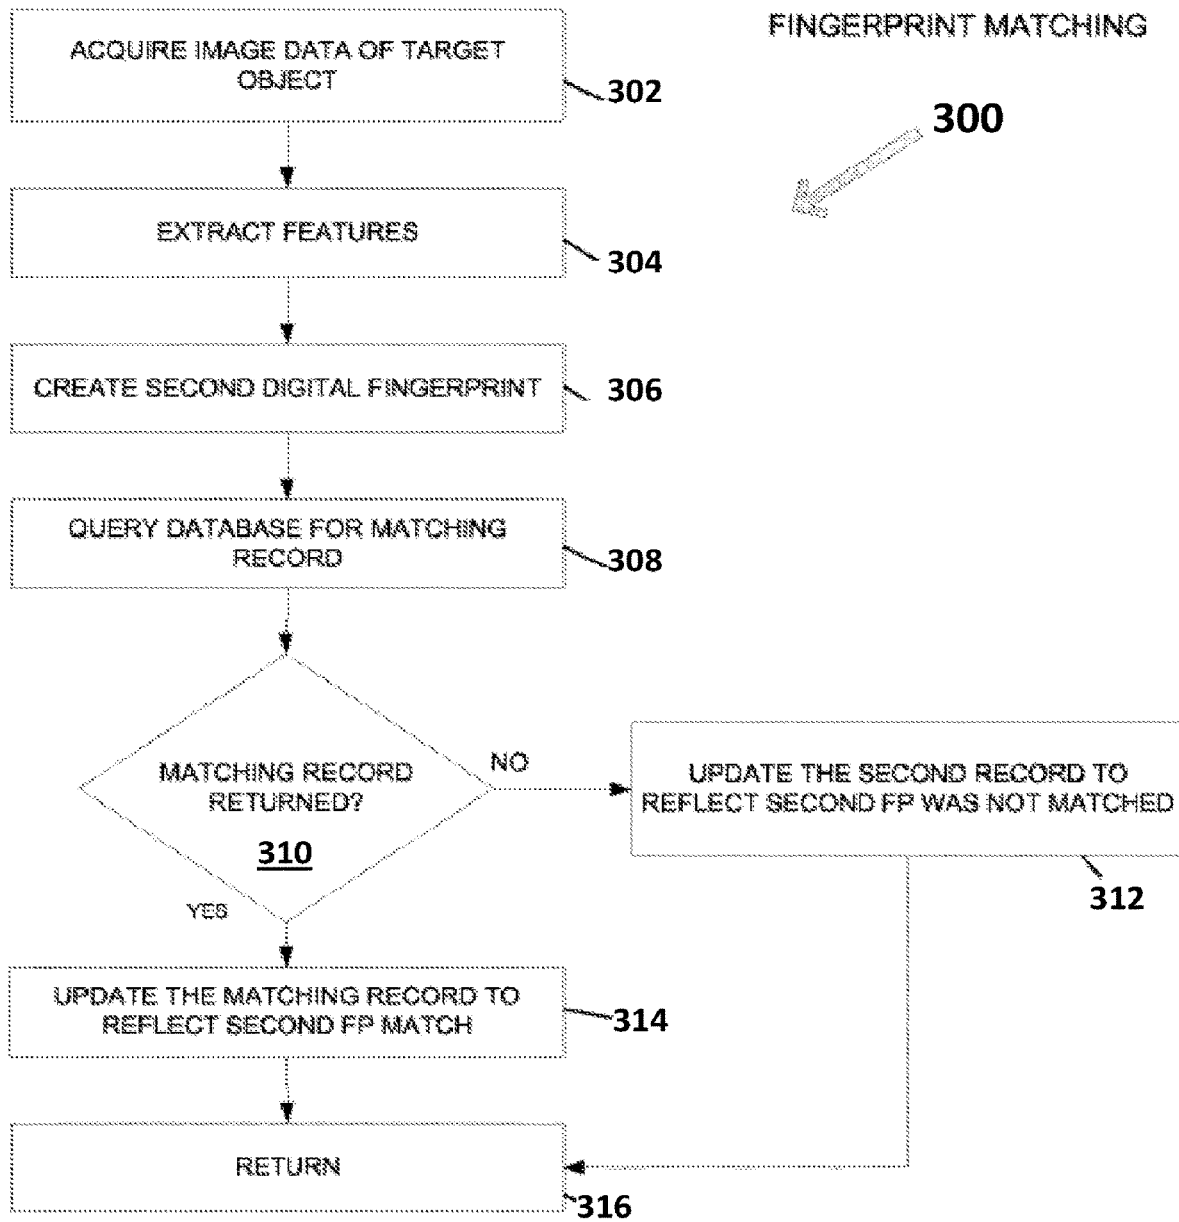 FINGERPRINT MATCHING
300
ACQUIRE IMAGE DATA OF TARGET
OBJECT
302
EXTRACT FEATURES
304
CREATE SECOND DIGITAL FINGERPRINT
306
QUERY DATABASE FOR MATCHING
RECORD
308
MATCHING RECORD
RETURNED?
310
NO
UPDATE THE SECOND RECORD TO
REFLECT SECOND FP WAS NOT MATCHED
312
YES
UPDATE THE MATCHING RECORD TO
REFLECT SECOND FP MATCH
314
RETURN
316